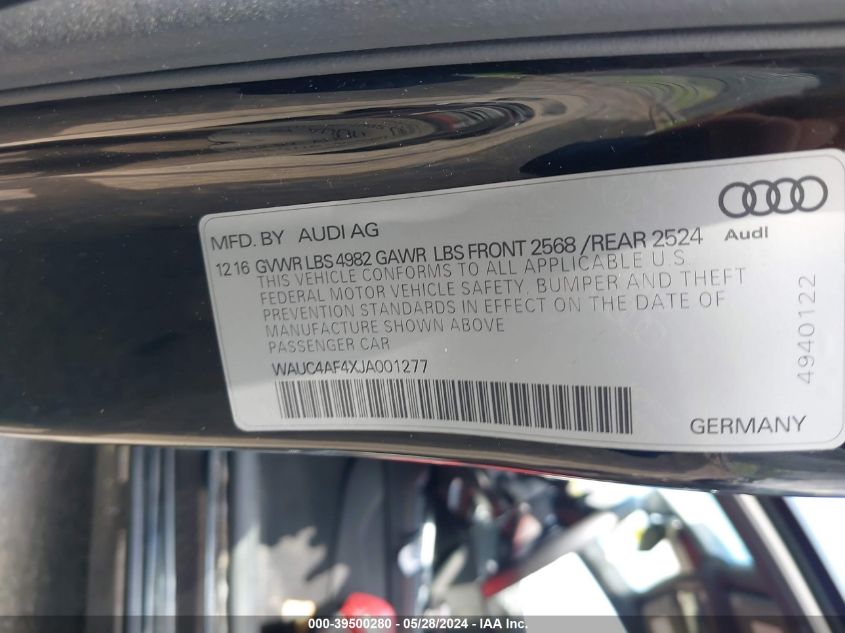 MFD. BY AUDI AG
Audi
12 16 GVWR LBS 4982 GAWR LBS FRONT 2568 /REAR 2524
THIS VEHICLE CONFORMS TO ALL APPLICABLE U.S
FEDERAL MOTOR VEHICLE SAFETY, BUMPER AND THEFT
PREVENTION STANDARDS IN EFFECT ON THE DATE OF
MANUFACTURE SHOWN ABOVE
PASSENGER CAR
WAUC4AF4XJA001277
4940122
GERMANY
000-39500280 - 05/28/2024 - IAA Inc.